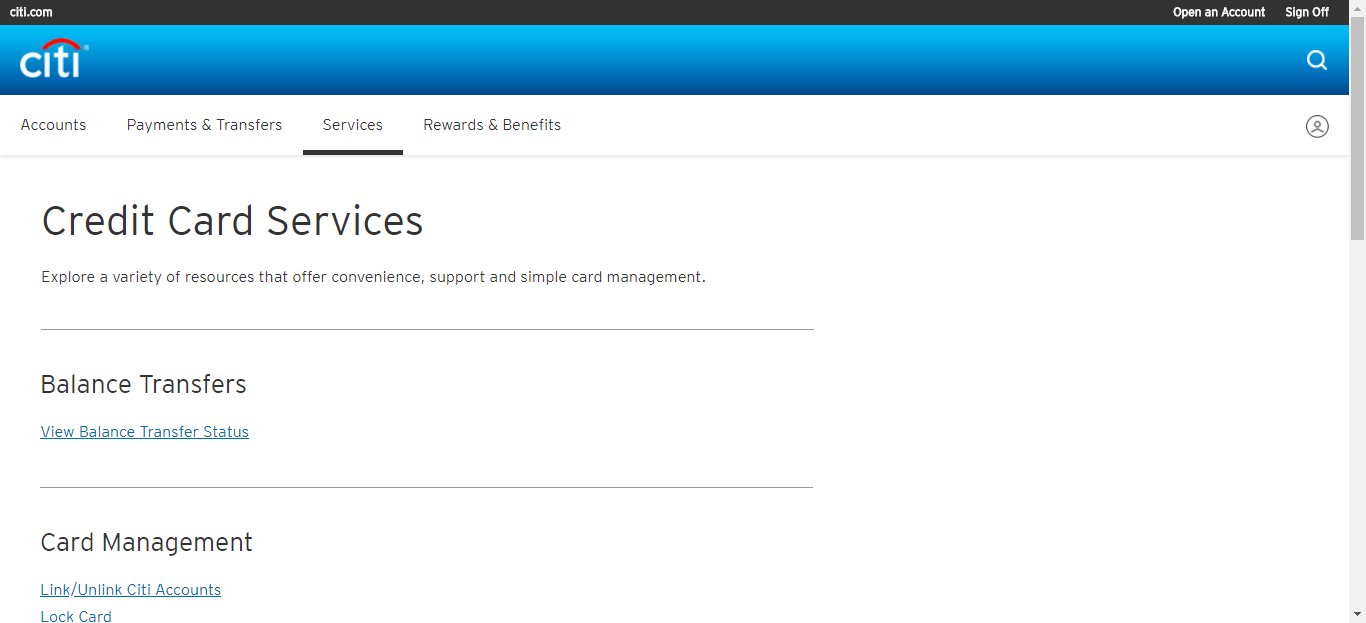 citi.com
Open an Account
Sign Off
citi®
Accounts
Payments & Transfers
Services
Rewards & Benefits
Credit Card Services
Explore a variety of resources that offer convenience, support and simple card management.
Balance Transfers
View Balance Transfer Status
Card Management
Link/Unlink Citi Accounts
Lock Card